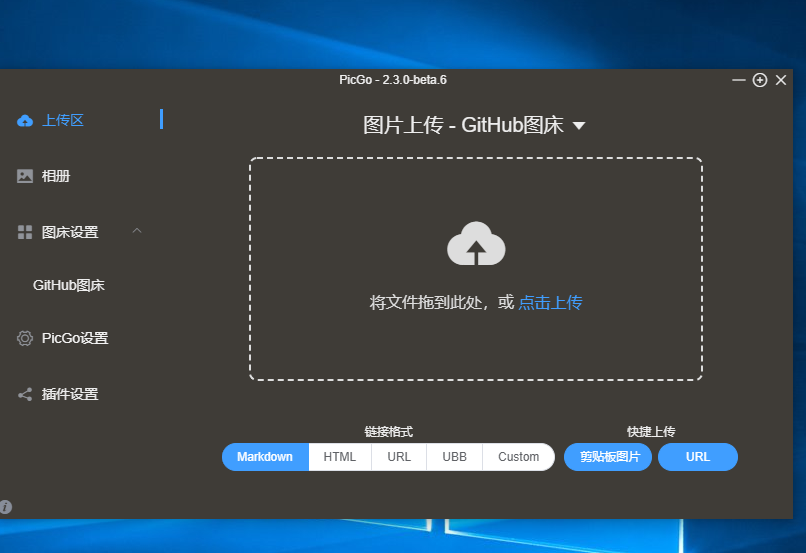 PicGo - 2.3.0-beta.6
上传区
相册
图床设置
GitHub图床
PicGo设置
插件设置
图片上传 - GitHub图床
将文件拖到此处，或 点击上传
链接格式
Markdown HTML URL UBB Custom
快捷上传
剪贴板图片 URL